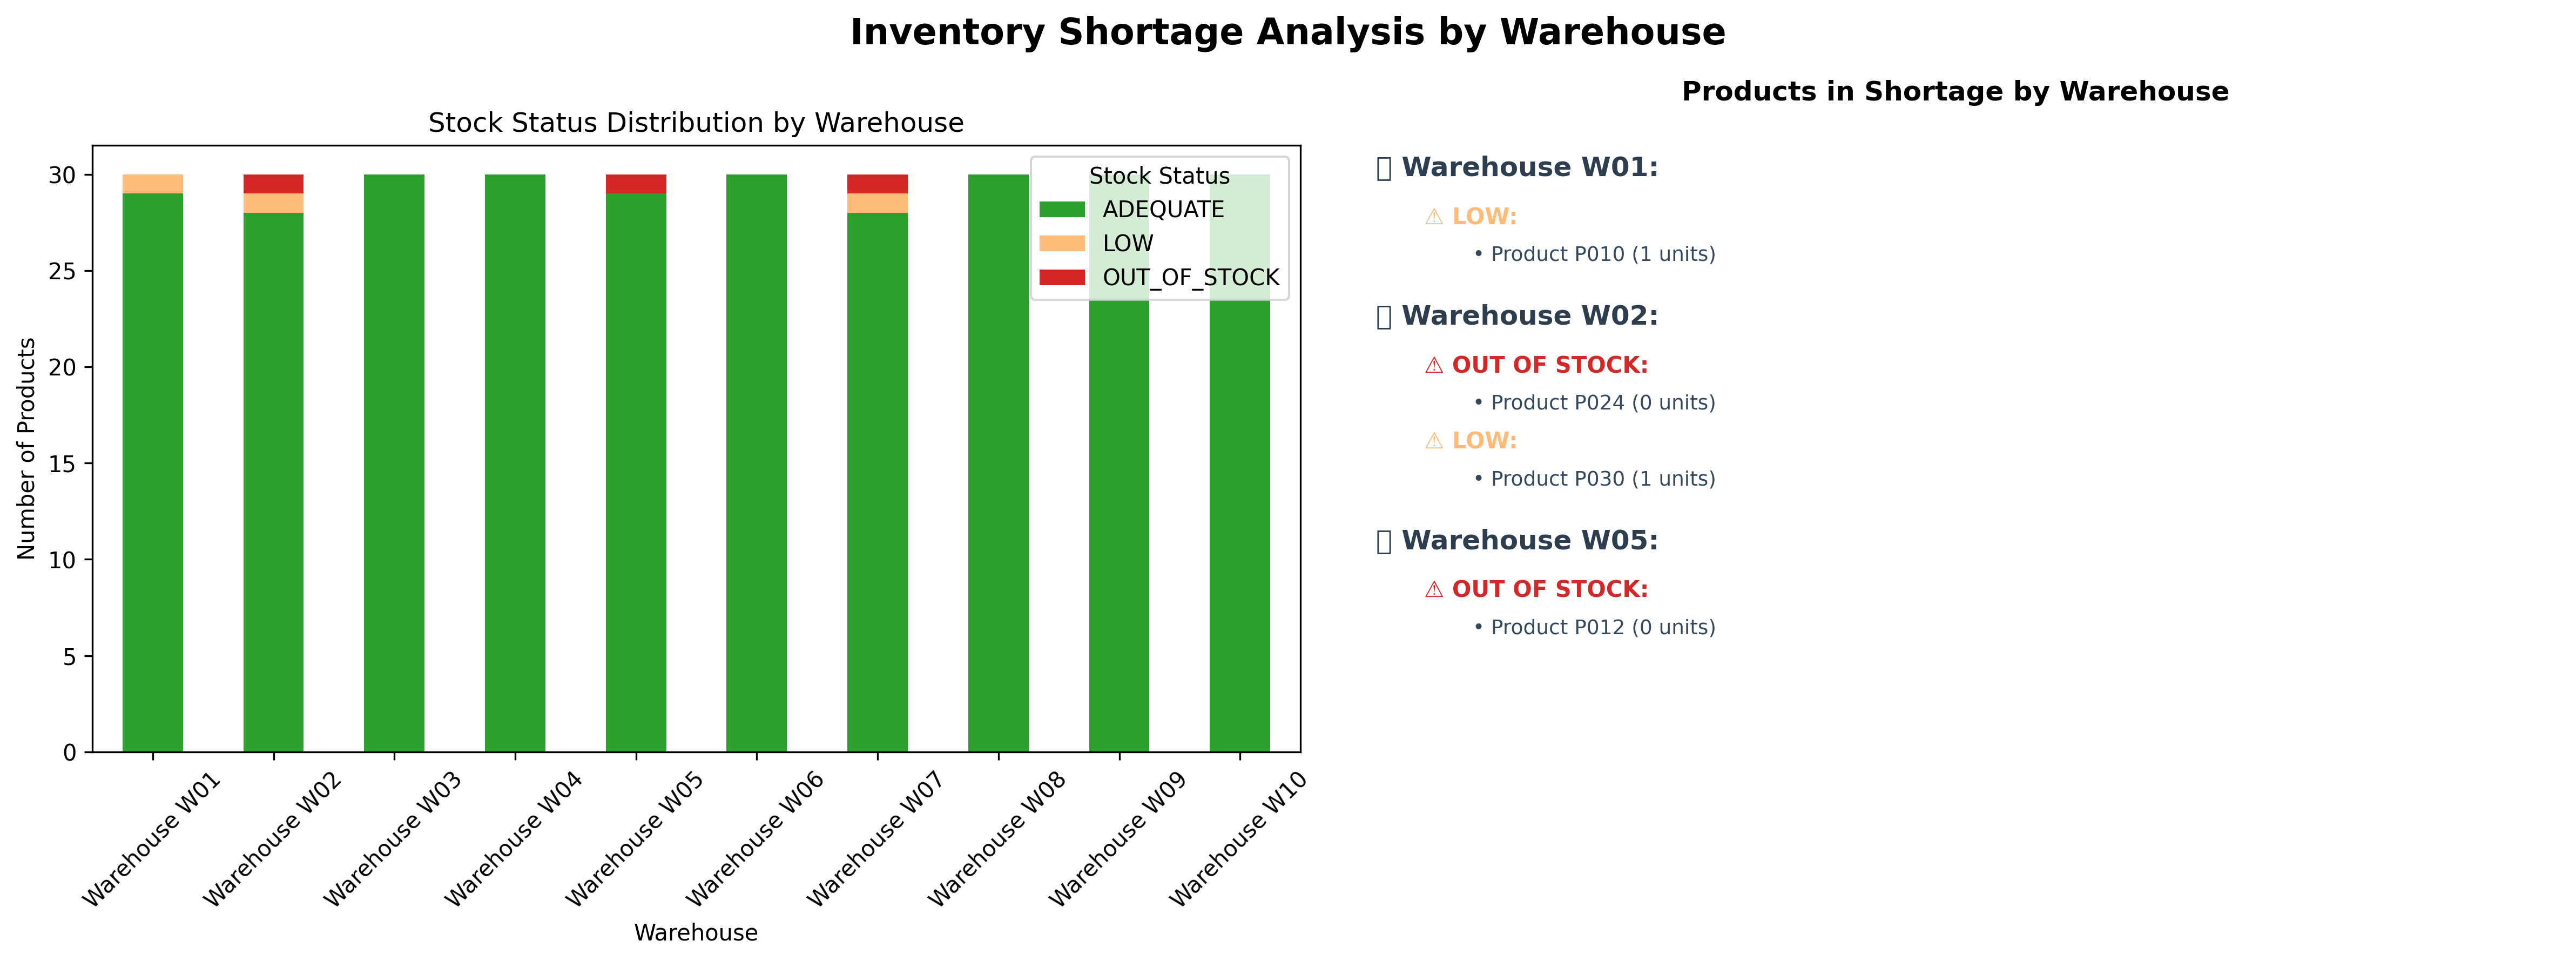 Inventory Shortage Analysis by Warehouse
Stock Status Distribution by Warehouse
Number of Products
30
25
20
15
10
5
0
Stock Status
ADEQUATE
LOW
OUT_OF_STOCK
Warehouse W01
Warehouse W02
Warehouse W03
Warehouse W04
Warehouse W05
Warehouse W06
Warehouse W07
Warehouse W08
Warehouse W09
Warehouse W10
Warehouse
Products in Shortage by Warehouse
▯ Warehouse W01:
⚠ LOW:
• Product P010 (1 units)
▯ Warehouse W02:
⚠ OUT OF STOCK:
• Product P024 (0 units)
⚠ LOW:
• Product P030 (1 units)
▯ Warehouse W05:
⚠ OUT OF STOCK:
• Product P012 (0 units)